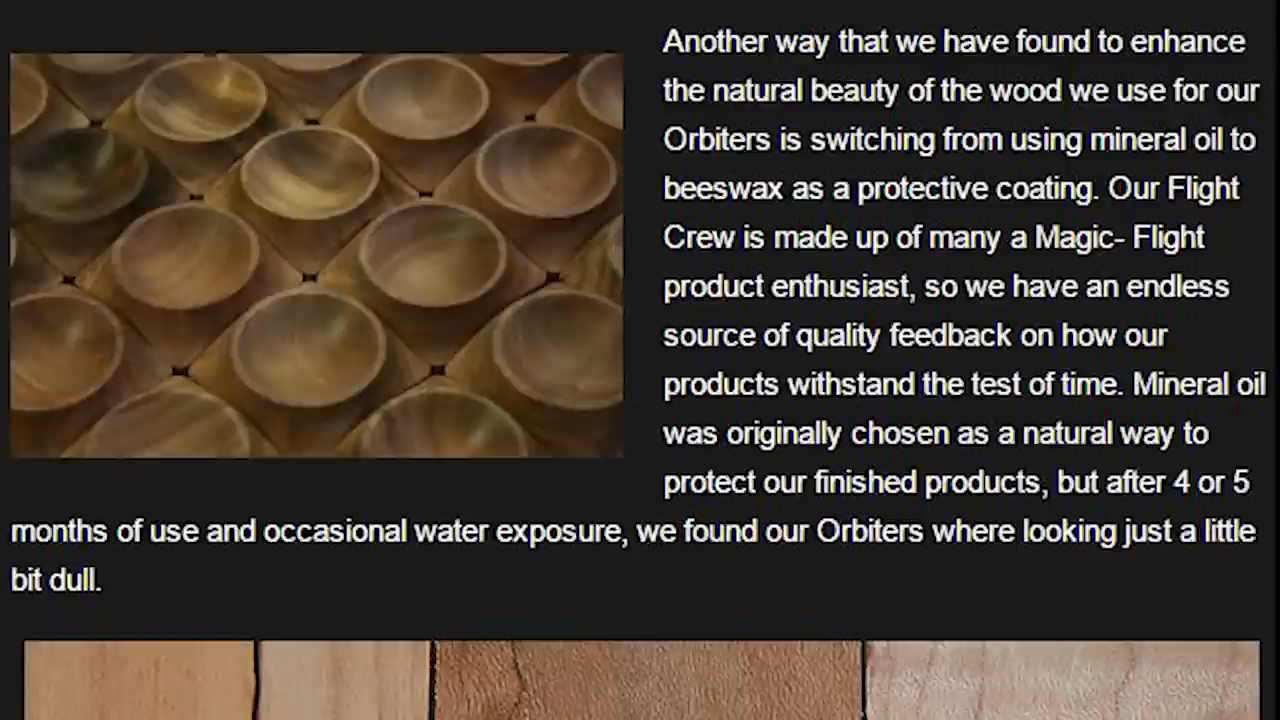 Another way that we have found to enhance
the natural beauty of the wood we use for our
Orbiters is switching from using mineral oil to
beeswax as a protective coating. Our Flight
Crew is made up of many a Magic- Flight
product enthusiast, so we have an endless
source of quality feedback on how our
products withstand the test of time. Mineral oil
was originally chosen as a natural way to
protect our finished products, but after 4 or 5
months of use and occasional water exposure, we found our Orbiters where looking just a little
bit dull.